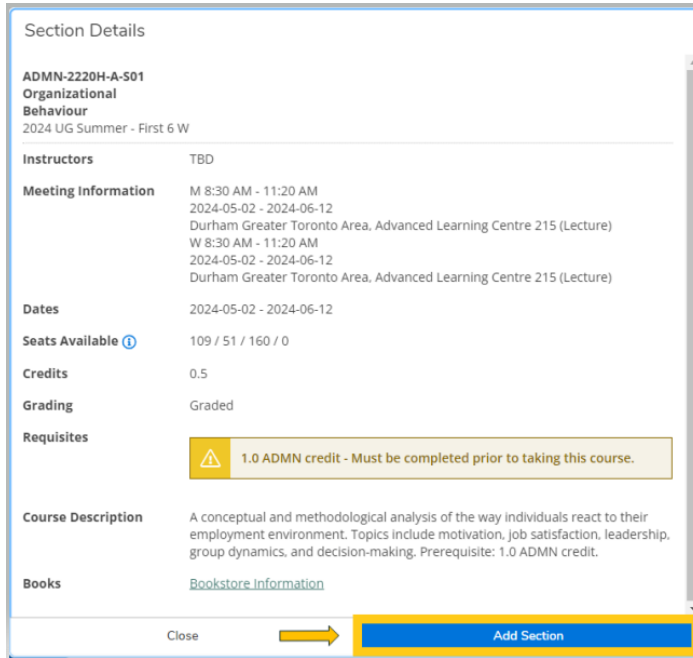 Section Details
ADMN-2220H-A-S01
Organizational
Behaviour
2024 UG Summer - First 6 W
Instructors TBD
Meeting Information M 8:30 AM - 11:20 AM
2024-05-02 - 2024-06-12
Durham Greater Toronto Area, Advanced Learning Centre 215 (Lecture)
W 8:30 AM - 11:20 AM
2024-05-02 - 2024-06-12
Durham Greater Toronto Area, Advanced Learning Centre 215 (Lecture)
Dates 2024-05-02 - 2024-06-12
Seats Available 109 / 51 / 160 / 0
Credits 0.5
Grading Graded
Requisites
1.0 ADMN credit - Must be completed prior to taking this course.
Course Description A conceptual and methodological analysis of the way individuals react to their
employment environment. Topics include motivation, job satisfaction, leadership,
group dynamics, and decision-making. Prerequisite: 1.0 ADMN credit.
Books Bookstore Information
Close Add Section